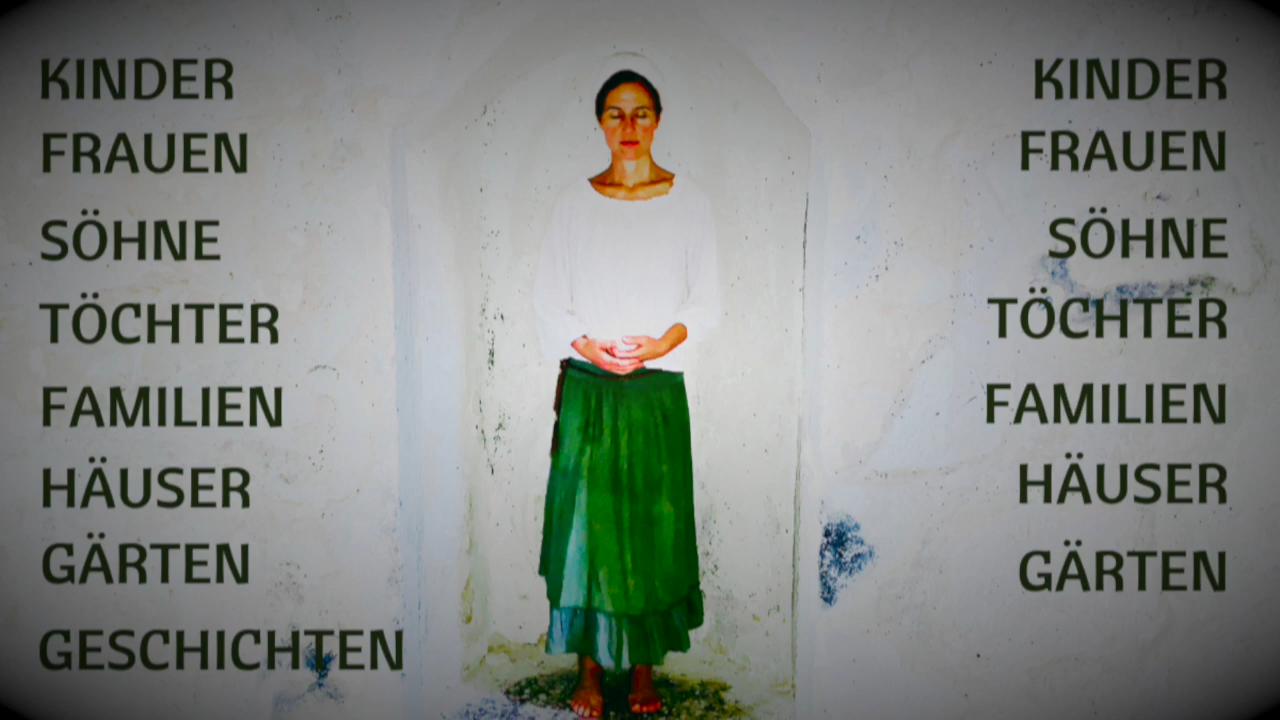 KINDER
FRAUEN
SÖHNE
TÖCHTER
FAMILIEN
HÄUSER
GÄRTEN
GESCHICHTEN
KINDER
FRAUEN
SÖHNE
TÖCHTER
FAMILIEN
HÄUSER
GÄRTEN